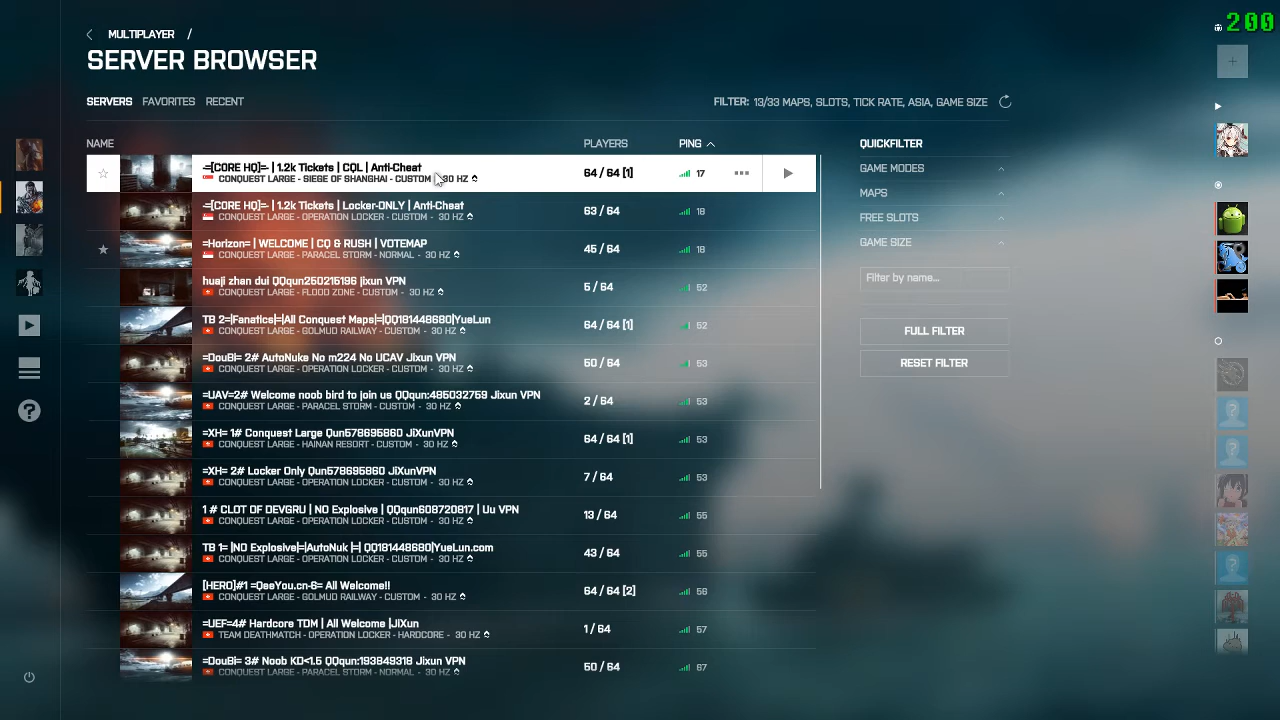 200
MULTIPLAYER /
SERVER BROWSER
SERVERS FAVORITES RECENT
FILTER: 13/33 MAPS, SLOTS, TICK RATE, ASIA, GAME SIZE
NAME PLAYERS PING
-=[CORE HQ]=- | 1.2k Tickets | CQL | Anti-Cheat
CONQUEST LARGE - SIEGE OF SHANGHAI - CUSTOM - 30 HZ
64 / 64 [1] 17
-=[CORE HQ]=- | 1.2k Tickets | Locker-ONLY | Anti-Cheat
CONQUEST LARGE - OPERATION LOCKER - CUSTOM - 30 HZ
63 / 64 18
=Horizon= | WELCOME | CQ & RUSH | VOTEMAP
CONQUEST LARGE - PARACEL STORM - NORMAL - 30 HZ
45 / 64 18
huaji zhan dui QQqun250215196 jixun VPN
CONQUEST LARGE - FLOOD ZONE - CUSTOM - 30 HZ
5 / 64 52
TB 2=|Fanatics|=|All Conquest Maps|=|QQ181448680|YueLun
CONQUEST LARGE - GOLMUD RAILWAY - CUSTOM - 30 HZ
64 / 64 [1] 52
=DouBi= 2# AutoNuke No m224 No UCAV Jixun VPN
CONQUEST LARGE - OPERATION LOCKER - CUSTOM - 30 HZ
50 / 64 53
=UAV=2# Welcome noob bird to join us QQqun:495032759 Jixun VPN
CONQUEST LARGE - PARACEL STORM - CUSTOM - 30 HZ
2 / 64 53
=XH= 1# Conquest Large Qun578695860 JiXunVPN
CONQUEST LARGE - HAINAN RESORT - CUSTOM - 30 HZ
64 / 64 [1] 53
=XH= 2# Locker Only Qun578695860 JiXunVPN
CONQUEST LARGE - OPERATION LOCKER - CUSTOM - 30 HZ
7 / 64 53
1 # CLOT OF DEVGRU | NO Explosive | QQqun608720817 | Uu VPN
CONQUEST LARGE - OPERATION LOCKER - CUSTOM - 30 HZ
13 / 64 55
TB 1= |NO Explosive|=|AutoNuk |=| QQ181448680|YueLun.com
CONQUEST LARGE - OPERATION LOCKER - CUSTOM - 30 HZ
43 / 64 55
[HERO]#1 =QeeYou.cn-6= All Welcome!!
CONQUEST LARGE - GOLMUD RAILWAY - CUSTOM - 30 HZ
64 / 64 [2] 56
=UEF=4# Hardcore TDM | All Welcome |JiXun
TEAM DEATHMATCH - OPERATION LOCKER - HARDCORE - 30 HZ
1 / 64 57
=DouBi= 3# Noob KD<1.5 QQqun:193849318 Jixun VPN
CONQUEST LARGE - PARACEL STORM - NORMAL - 30 HZ
50 / 64 67
QUICKFILTER
GAME MODES
MAPS
FREE SLOTS
GAME SIZE
Filter by name...
FULL FILTER
RESET FILTER